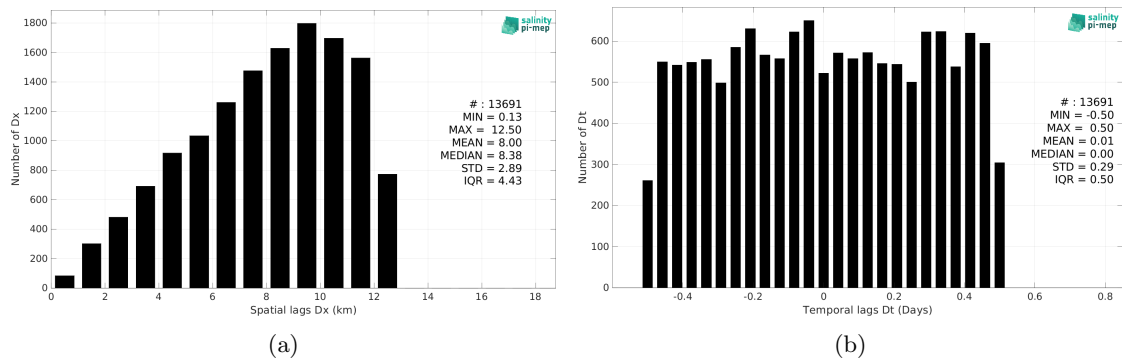 1800
1600
1400
1200
1000
800
600
400
200
0
Number of Dx
salinity
pi-mep
# : 13691
MIN = 0.13
MAX = 12.50
MEAN = 8.00
MEDIAN = 8.38
STD = 2.89
IQR = 4.43
0 2 4 6 8 10 12 14 16 18
Spatial lags Dx (km)
(a)
600
500
400
300
200
100
0
Number of Dt
salinity
pi-mep
# : 13691
MIN = -0.50
MAX = 0.50
MEAN = 0.01
MEDIAN = 0.00
STD = 0.29
IQR = 0.50
-0.4 -0.2 0 0.2 0.4 0.6 0.8
Temporal lags Dt (Days)
(b)